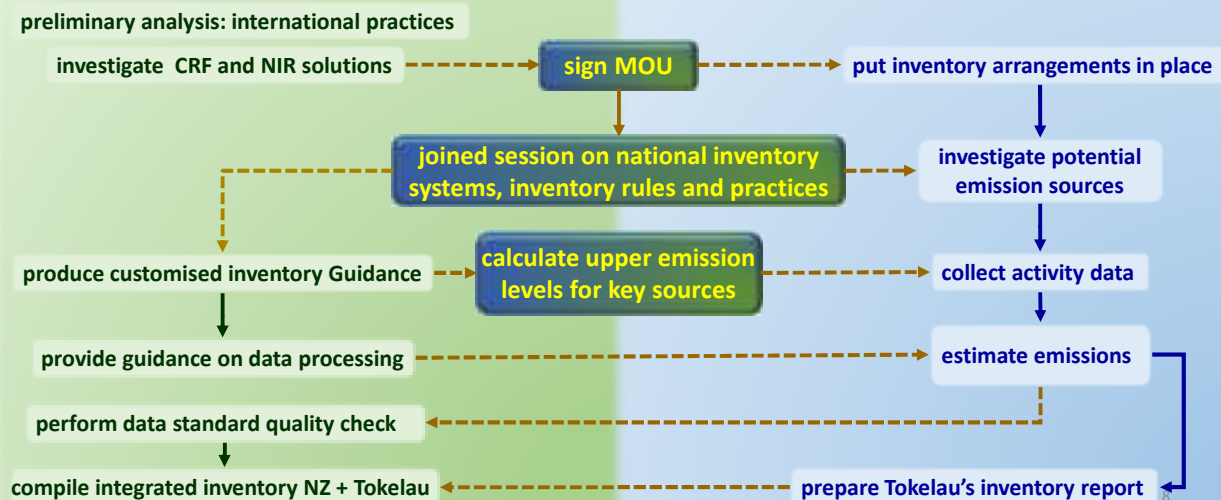 preliminary analysis: international practices
investigate CRF and NIR solutions
sign MOU
put inventory arrangements in place
joined session on national inventory
systems, inventory rules and practices
investigate potential
emission sources
produce customised inventory Guidance
calculate upper emission
levels for key sources
collect activity data
provide guidance on data processing
estimate emissions
perform data standard quality check
compile integrated inventory NZ + Tokelau
prepare Tokelau's inventory report
8